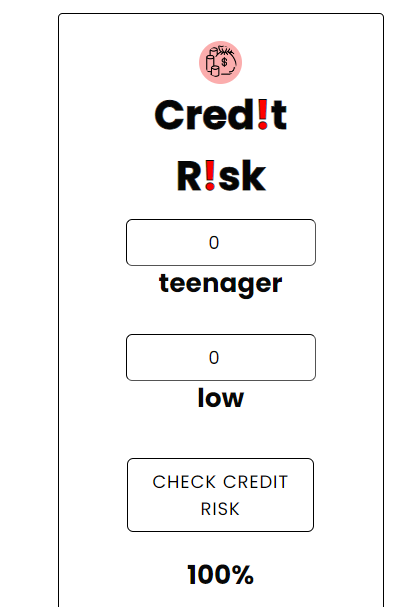 $
Cred!t
R!sk
0
teenager
0
low
CHECK CREDIT
RISK
100%